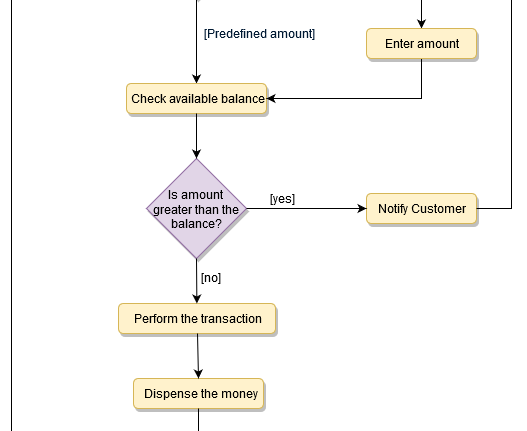 [Predefined amount]
Enter amount
Check available balance
Is amount
greater than the
balance?
[yes]
Notify Customer
[no]
Perform the transaction
Dispense the money